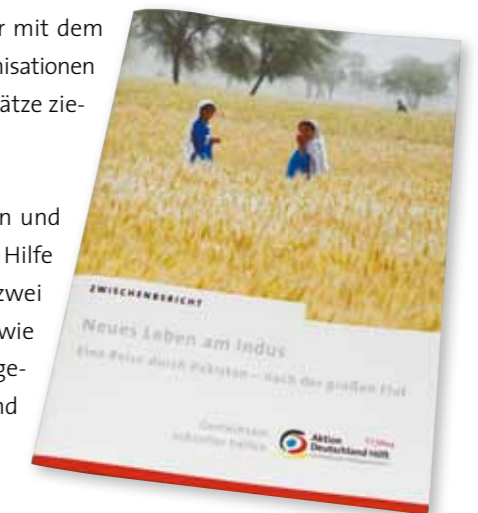 r mit dem
nisationen
ätze zie-
n und
Hilfe
zwei
wie
ge-
nd
ZWISCHENBERICHT
Neues Leben am Indus
Eine Reise durch Pakistan – nach der großen Flut
Gemeinsam
schneller helfen
Aktion
Deutschland Hilft